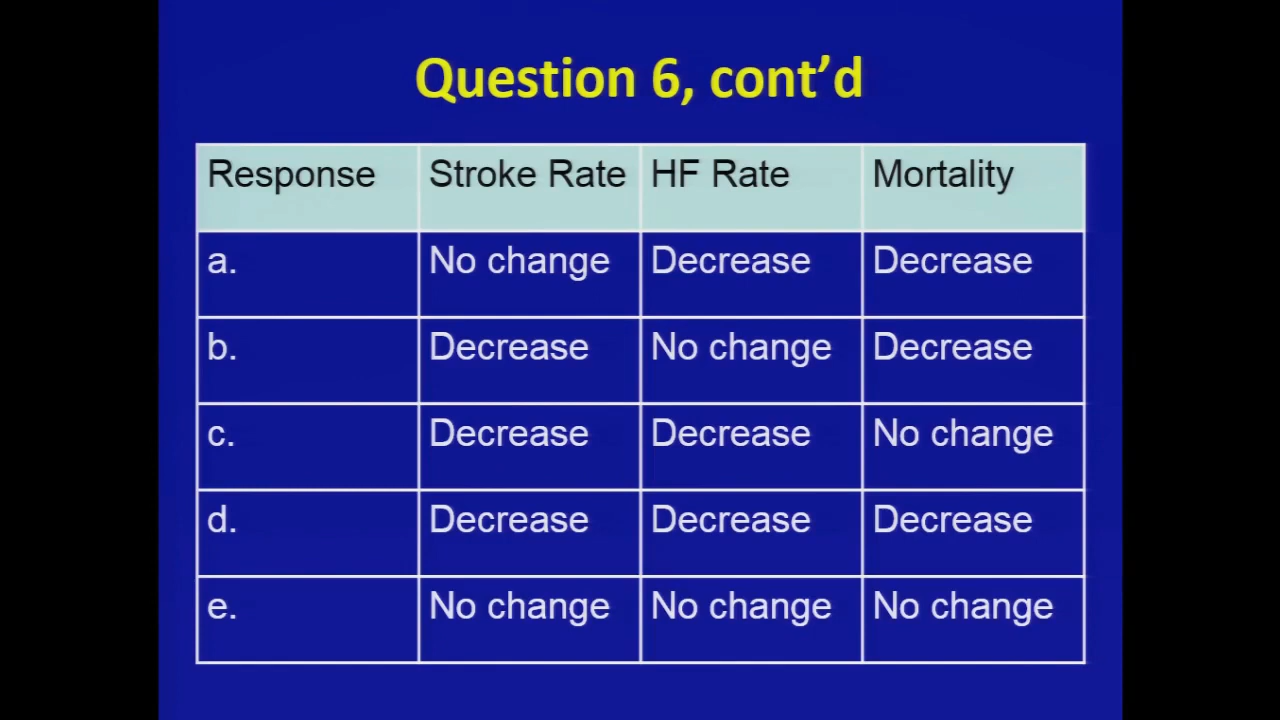 Question 6, cont’d
Response Stroke Rate HF Rate Mortality
a. No change Decrease Decrease
b. Decrease No change Decrease
c. Decrease Decrease No change
d. Decrease Decrease Decrease
e. No change No change No change